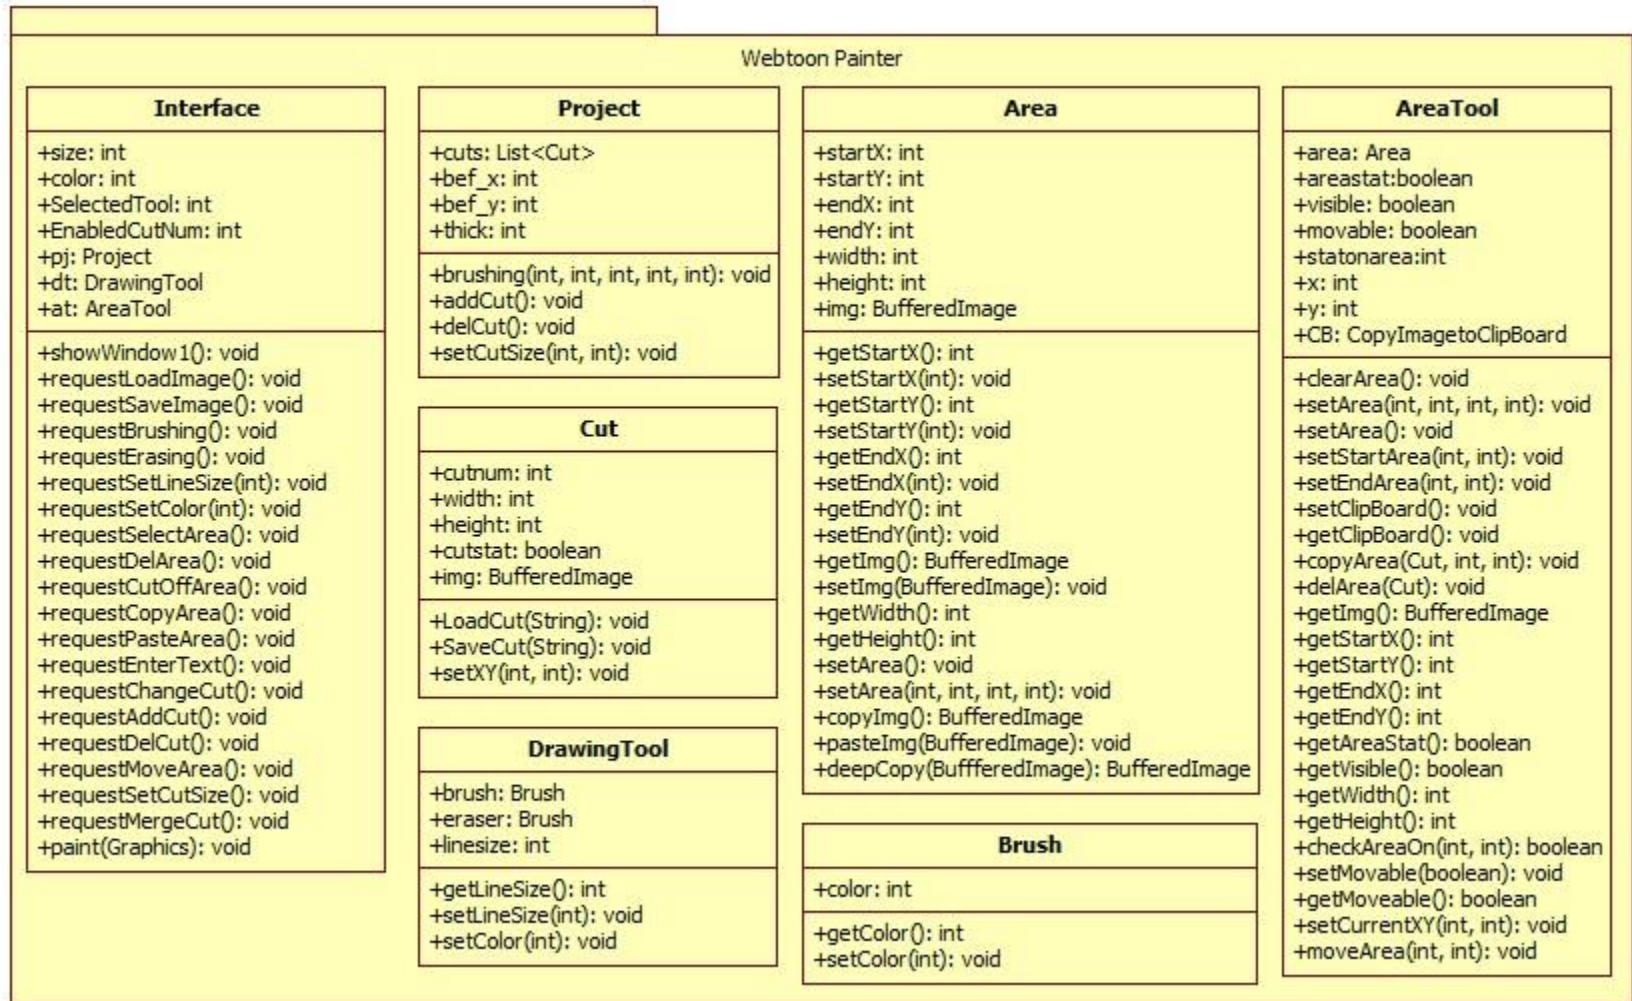 Webtoon Painter
Interface
+size: int
+color: int
+SelectedTool: int
+EnabledCutNum: int
+pj: Project
+dt: DrawingTool
+at: AreaTool
+showWindow1(): void
+requestLoadImage(): void
+requestSaveImage(): void
+requestBrushing(): void
+requestErasing(): void
+requestSetLineSize(int): void
+requestSetColor(int): void
+requestSelectArea(): void
+requestDelArea(): void
+requestCutOffArea(): void
+requestCopyArea(): void
+requestPasteArea(): void
+requestEnterText(): void
+requestChangeCut(): void
+requestAddCut(): void
+requestDelCut(): void
+requestMoveArea(): void
+requestSetCutSize(): void
+requestMergeCut(): void
+paint(Graphics): void
Project
+cuts: List<Cut>
+bef_x: int
+bef_y: int
+thick: int
+brushing(int, int, int, int, int): void
+addCut(): void
+delCut(): void
+setCutSize(int, int): void
Cut
+cutnum: int
+width: int
+height: int
+cutstat: boolean
+img: BufferedImage
+LoadCut(String): void
+SaveCut(String): void
+setXY(int, int): void
DrawingTool
+brush: Brush
+eraser: Brush
+linesize: int
+getLineSize(): int
+setLineSize(int): void
+setColor(int): void
Area
+startX: int
+startY: int
+endX: int
+endY: int
+width: int
+height: int
+img: BufferedImage
+getStartX(): int
+setStartX(int): void
+getStartY(): int
+setStartY(int): void
+getEndX(): int
+setEndX(int): void
+getEndY(): int
+setEndY(int): void
+getImg(): BufferedImage
+setImg(BufferedImage): void
+getWidth(): int
+getHeight(): int
+setArea(): void
+setArea(int, int, int, int): void
+copyImg(): BufferedImage
+pasteImg(BufferedImage): void
+deepCopy(BuffferedImage): BufferedImage
Brush
+color: int
+getColor(): int
+setColor(int): void
AreaTool
+area: Area
+areastat:boolean
+visible: boolean
+movable: boolean
+statonarea:int
+x: int
+y: int
+CB: CopyImagetoClipBoard
+clearArea(): void
+setArea(int, int, int, int): void
+setArea(): void
+setStartArea(int, int): void
+setEndArea(int, int): void
+setClipBoard(): void
+getClipBoard(): void
+copyArea(Cut, int, int): void
+delArea(Cut): void
+getImg(): BufferedImage
+getStartX(): int
+getStartY(): int
+getEndX(): int
+getEndY(): int
+getAreaStat(): boolean
+getVisible(): boolean
+getWidth(): int
+getHeight(): int
+checkAreaOn(int, int): boolean
+setMovable(boolean): void
+getMoveable(): boolean
+setCurrentXY(int, int): void
+moveArea(int, int): void